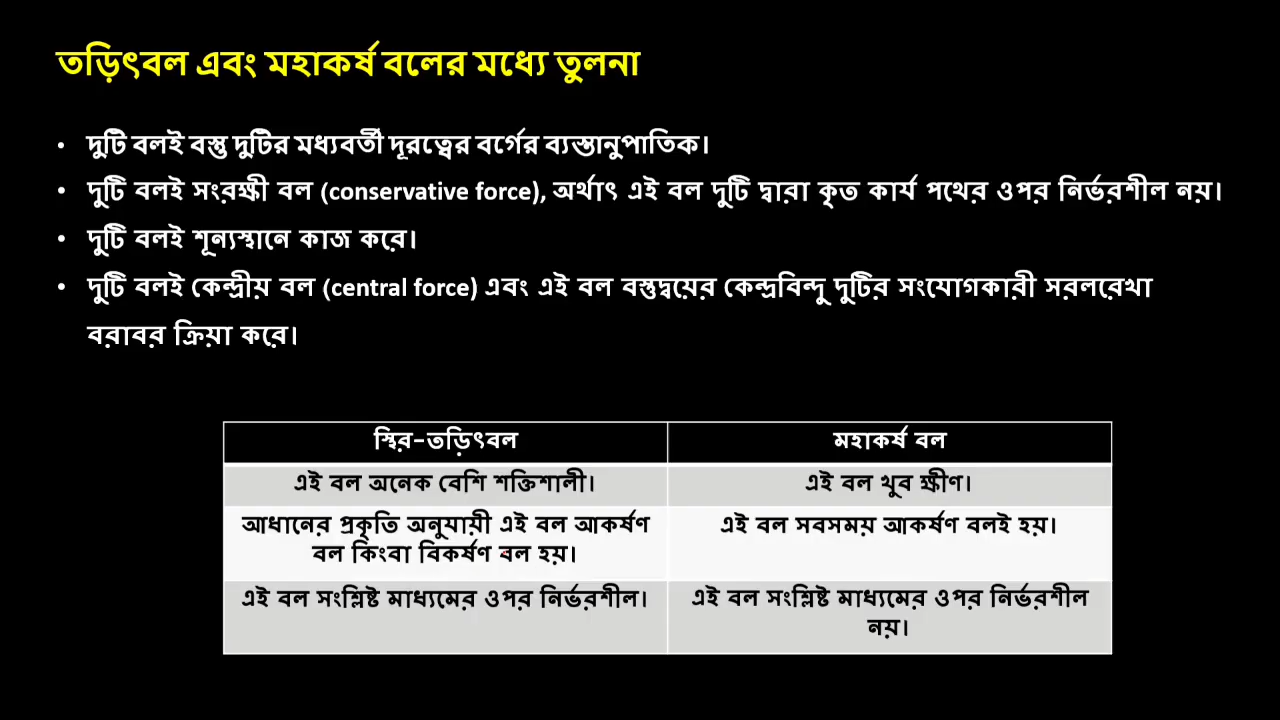 তড়িৎবল এবং মহাকর্ষ বলের মধ্যে তুলনা
• দুটি বলই বস্তু দুটির মধ্যবর্তী দূরত্বের বর্গের ব্যস্তানুপাতিক।
• দুটি বলই সংরক্ষী বল (conservative force), অর্থাৎ এই বল দুটি দ্বারা কৃত কার্য পথের ওপর নির্ভরশীল নয়।
• দুটি বলই শূন্যস্থানে কাজ করে।
• দুটি বলই কেন্দ্রীয় বল (central force) এবং এই বল বস্তুদ্বয়ের কেন্দ্রবিন্দু দুটির সংযোগকারী সরলরেখা
বরাবর ক্রিয়া করে।
স্থির-তড়িৎবল
মহাকর্ষ বল
এই বল অনেক বেশি শক্তিশালী।
এই বল খুব ক্ষীণ।
আধানের প্রকৃতি অনুযায়ী এই বল আকর্ষণ
বল কিংবা বিকর্ষণ বল হয়।
এই বল সবসময় আকর্ষণ বলই হয়।
এই বল সংশ্লিষ্ট মাধ্যমের ওপর নির্ভরশীল।
এই বল সংশ্লিষ্ট মাধ্যমের ওপর নির্ভরশীল
নয়।